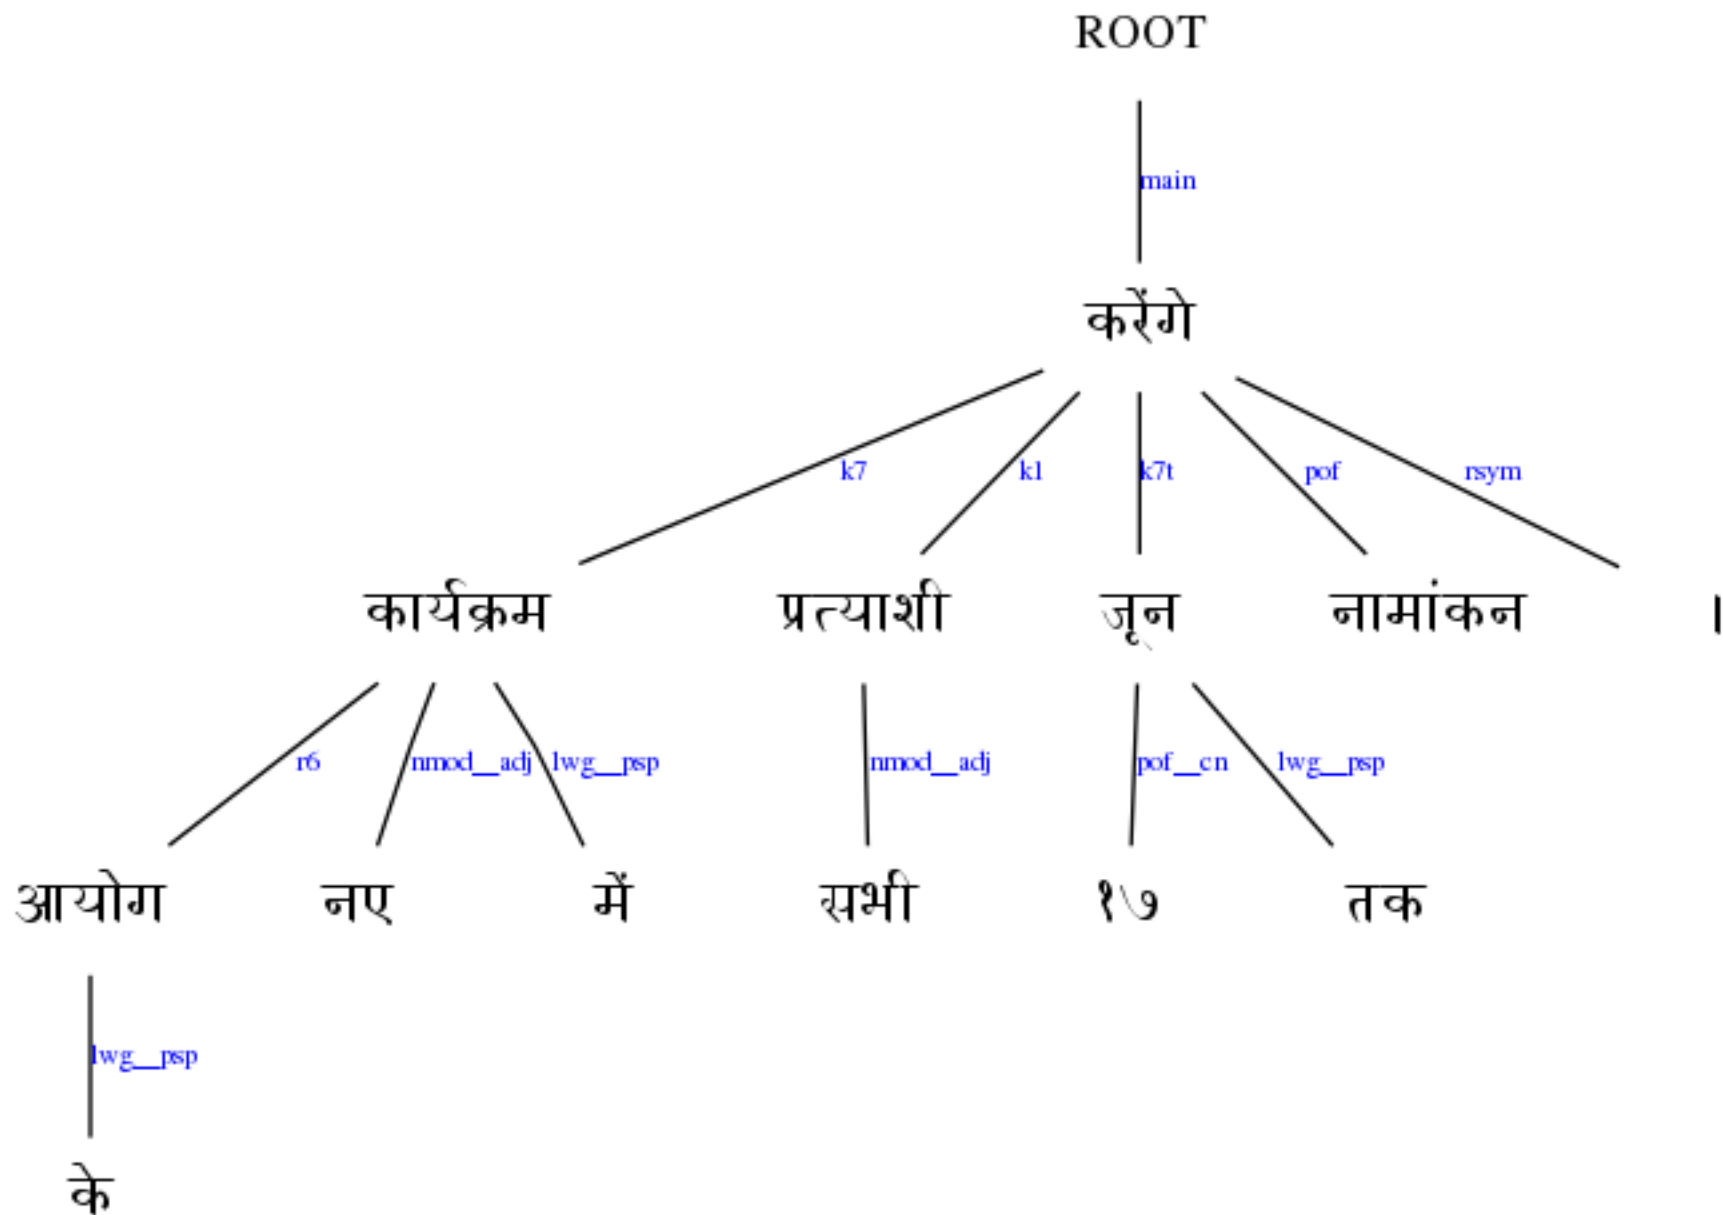 ROOT
main
करेंगे
k7 k1 k7t pof rsym
कार्यक्रम प्रत्याशी जून नामांकन ।
r6 nmod__adj lwg__psp nmod__adj pof__cn lwg__psp
आयोग नए में सभी १७ तक
lwg__psp
के